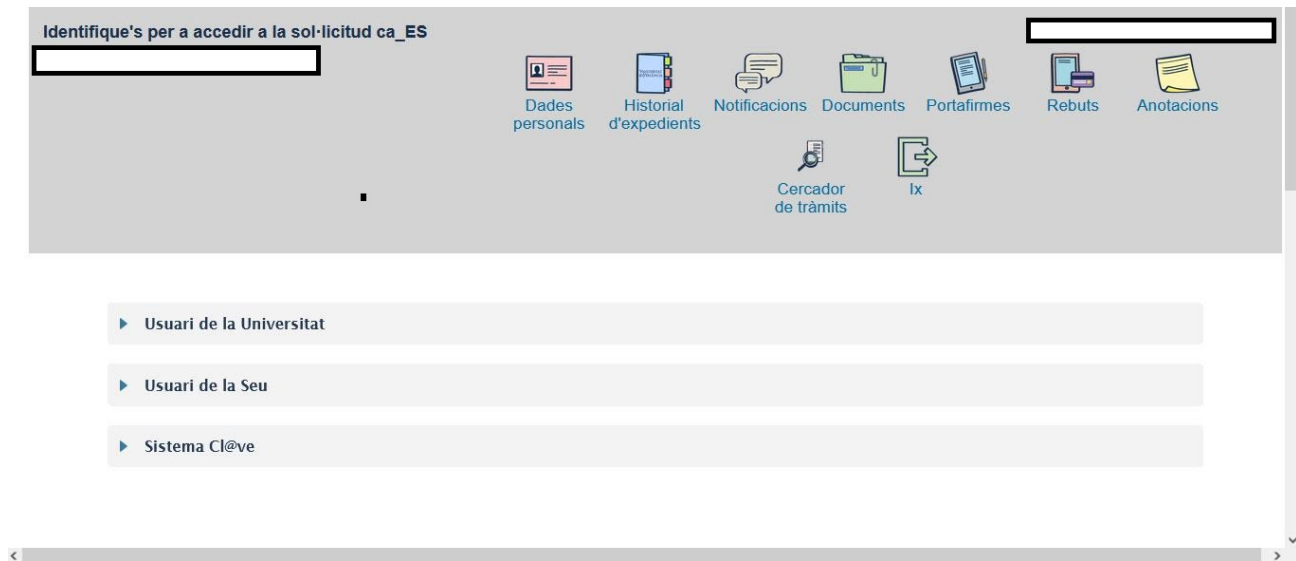 Identifique's per a accedir a la sol·licitud ca_ES
Dades
personals
Historial
d'expedients
Notificacions
Documents
Portafirmes
Rebuts
Anotacions
Cercador
de tràmits
Ix
Usuari de la Universitat
Usuari de la Seu
Sistema Cl@ve